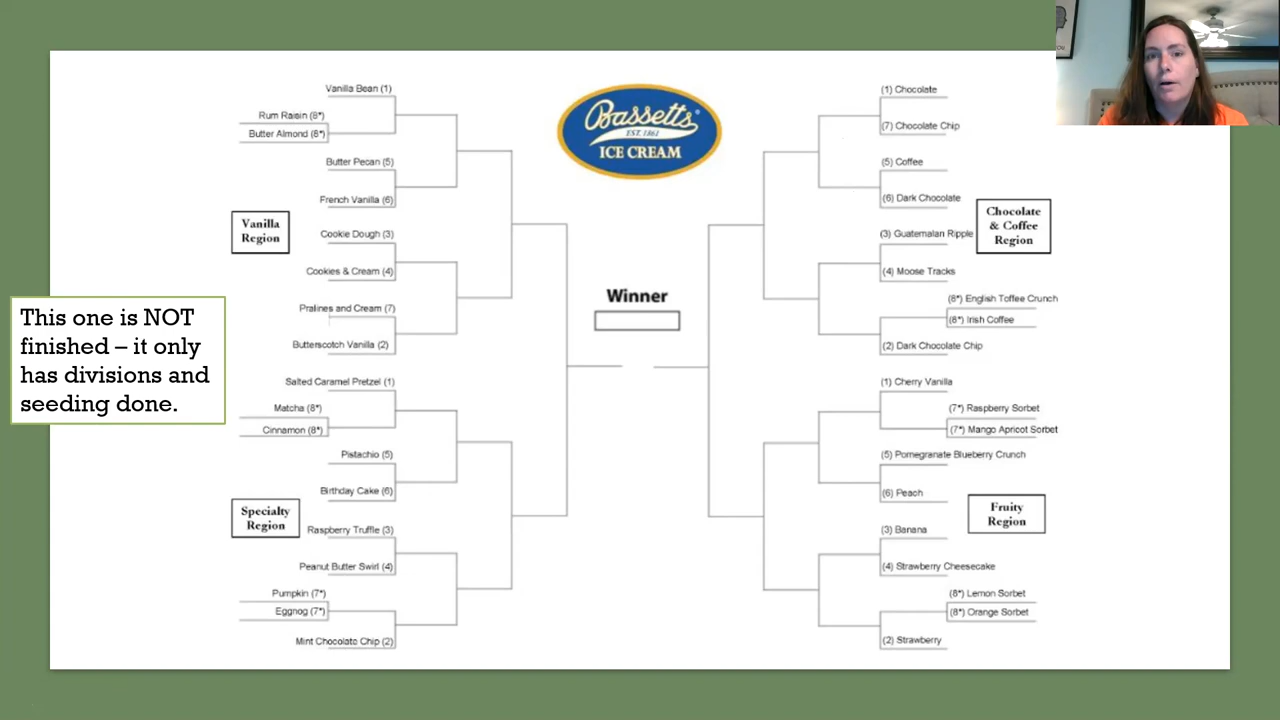 Vanilla Bean (1)
Rum Raisin (8*)
Butter Almond (8*)
Butter Pecan (5)
French Vanilla (6)
Vanilla
Region
Cookie Dough (3)
Cookies & Cream (4)
Pralines and Cream (7)
Butterscotch Vanilla (2)
This one is NOT
finished – it only
has divisions and
seeding done.
Salted Caramel Pretzel (1)
Matcha (8*)
Cinnamon (8*)
Pistachio (5)
Birthday Cake (6)
Specialty
Region
Raspberry Truffle (3)
Peanut Butter Swirl (4)
Pumpkin (7*)
Eggnog (7*)
Mint Chocolate Chip (2)
Bassetts
EST. 1861
ICE CREAM
Winner
(1) Chocolate
(7) Chocolate Chip
(5) Coffee
(6) Dark Chocolate
Chocolate
& Coffee
Region
(3) Guatemalan Ripple
(4) Moose Tracks
(8*) English Toffee Crunch
(8*) Irish Coffee
(2) Dark Chocolate Chip
(1) Cherry Vanilla
(7*) Raspberry Sorbet
(7*) Mango Apricot Sorbet
(5) Pomegranate Blueberry Crunch
(6) Peach
Fruity
Region
(3) Banana
(4) Strawberry Cheesecake
(8*) Lemon Sorbet
(8*) Orange Sorbet
(2) Strawberry